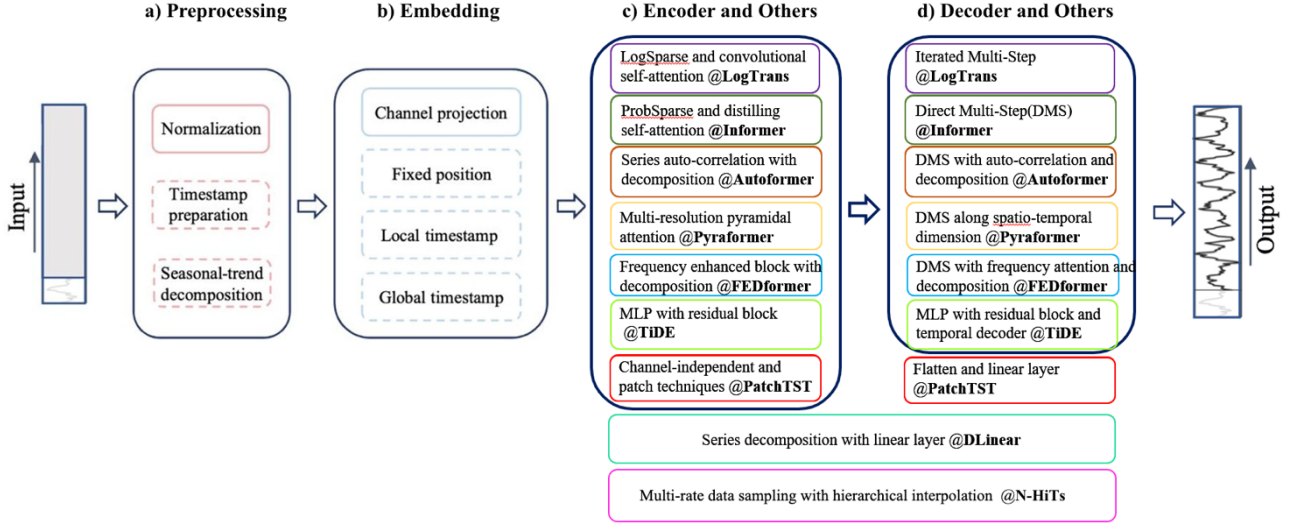 a) Preprocessing
b) Embedding
c) Encoder and Others
d) Decoder and Others
Input
Normalization
Timestamp
preparation
Seasonal-trend
decomposition
Channel projection
Fixed position
Local timestamp
Global timestamp
LogSparse and convolutional
self-attention @LogTrans
ProbSparse and distilling
self-attention @Informer
Series auto-correlation with
decomposition @Autoformer
Multi-resolution pyramidal
attention @Pyraformer
Frequency enhanced block with
decomposition @FEDformer
MLP with residual block
@TiDE
Channel-independent and
patch techniques @PatchTST
Iterated Multi-Step
@LogTrans
Direct Multi-Step(DMS)
@Informer
DMS with auto-correlation and
decomposition @Autoformer
DMS along spatio-temporal
dimension @Pyraformer
DMS with frequency attention and
decomposition @FEDformer
MLP with residual block and
temporal decoder @TiDE
Flatten and linear layer
@PatchTST
Series decomposition with linear layer @DLinear
Multi-rate data sampling with hierarchical interpolation @N-HiTs
Output